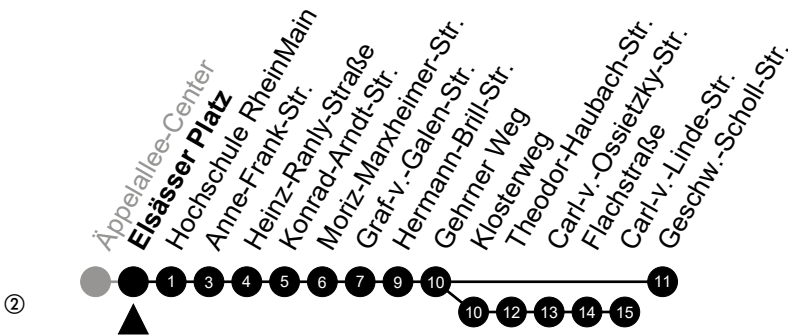 Äppelallee-Center
Elsässer Platz
Hochschule RheinMain
Anne-Frank-Str.
Heinz-Ranly-Straße
Konrad-Arndt-Str.
Moriz-Marxheimer-Str.
Graf-v.-Galen-Str.
Hermann-Brill-Str.
Gehrner Weg
Klosterweg
Theodor-Haubach-Str.
Carl-v.-Ossietzky-Str.
Flachstraße
Carl-v.-Linde-Str.
Geschw.-Scholl-Str.
1 3 4 5 6 7 9 10 11
② 10 12 13 14 15